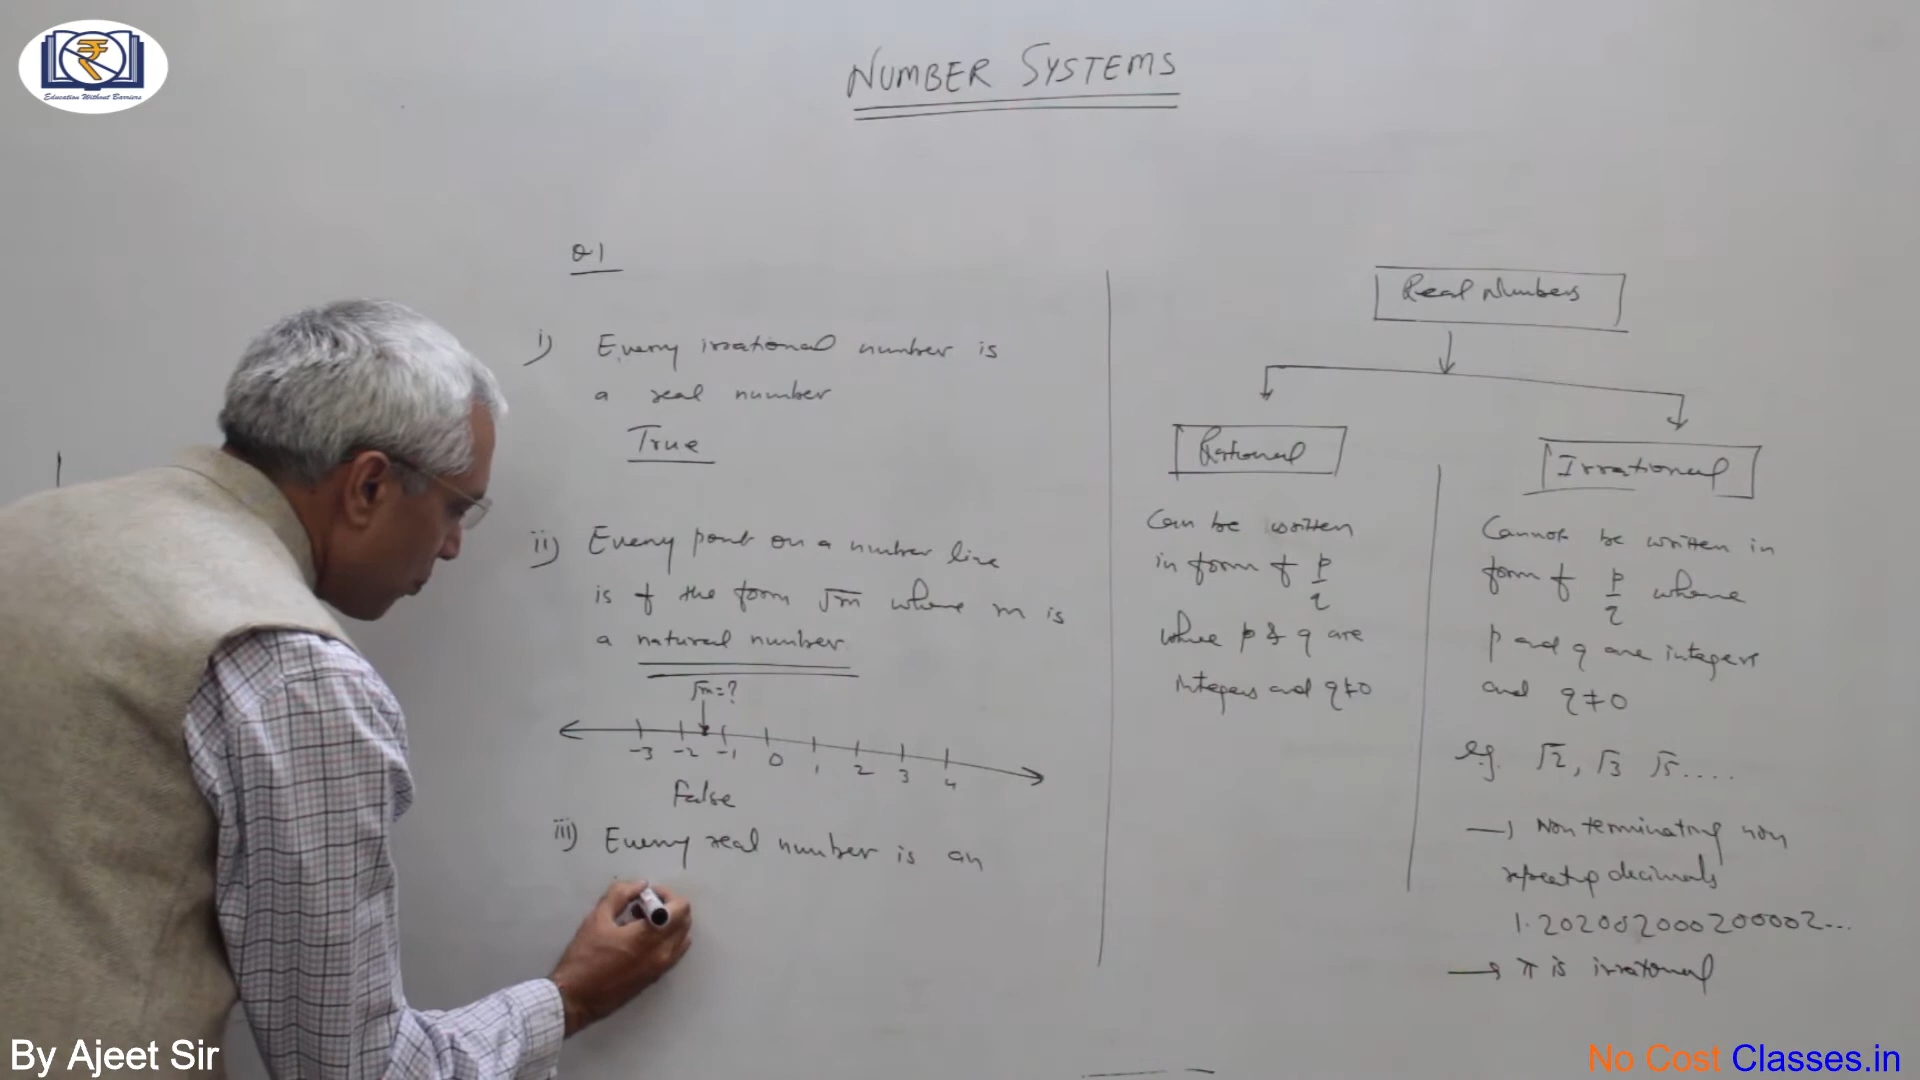 Education Without Barriers
NUMBER SYSTEMS
Q1
i) Every irrational number is
a real number
True
ii) Every point on a number line
is of the form √m where m is
a natural number
√m = ?
-3 -2 -1 0 1 2 3 4
False
iii) Every real number is an
Real Numbers
Rational
Can be written
in form of p/q
where p & q are
integers and q≠0
Irrational
Cannot be written in
form of p/q where
p and q are integers
and q≠0
e.g. √2, √3 √5....
→ Non terminating non
repeating decimals
1.202002000200002...
→ π is irrational
By Ajeet Sir
No Cost Classes.in